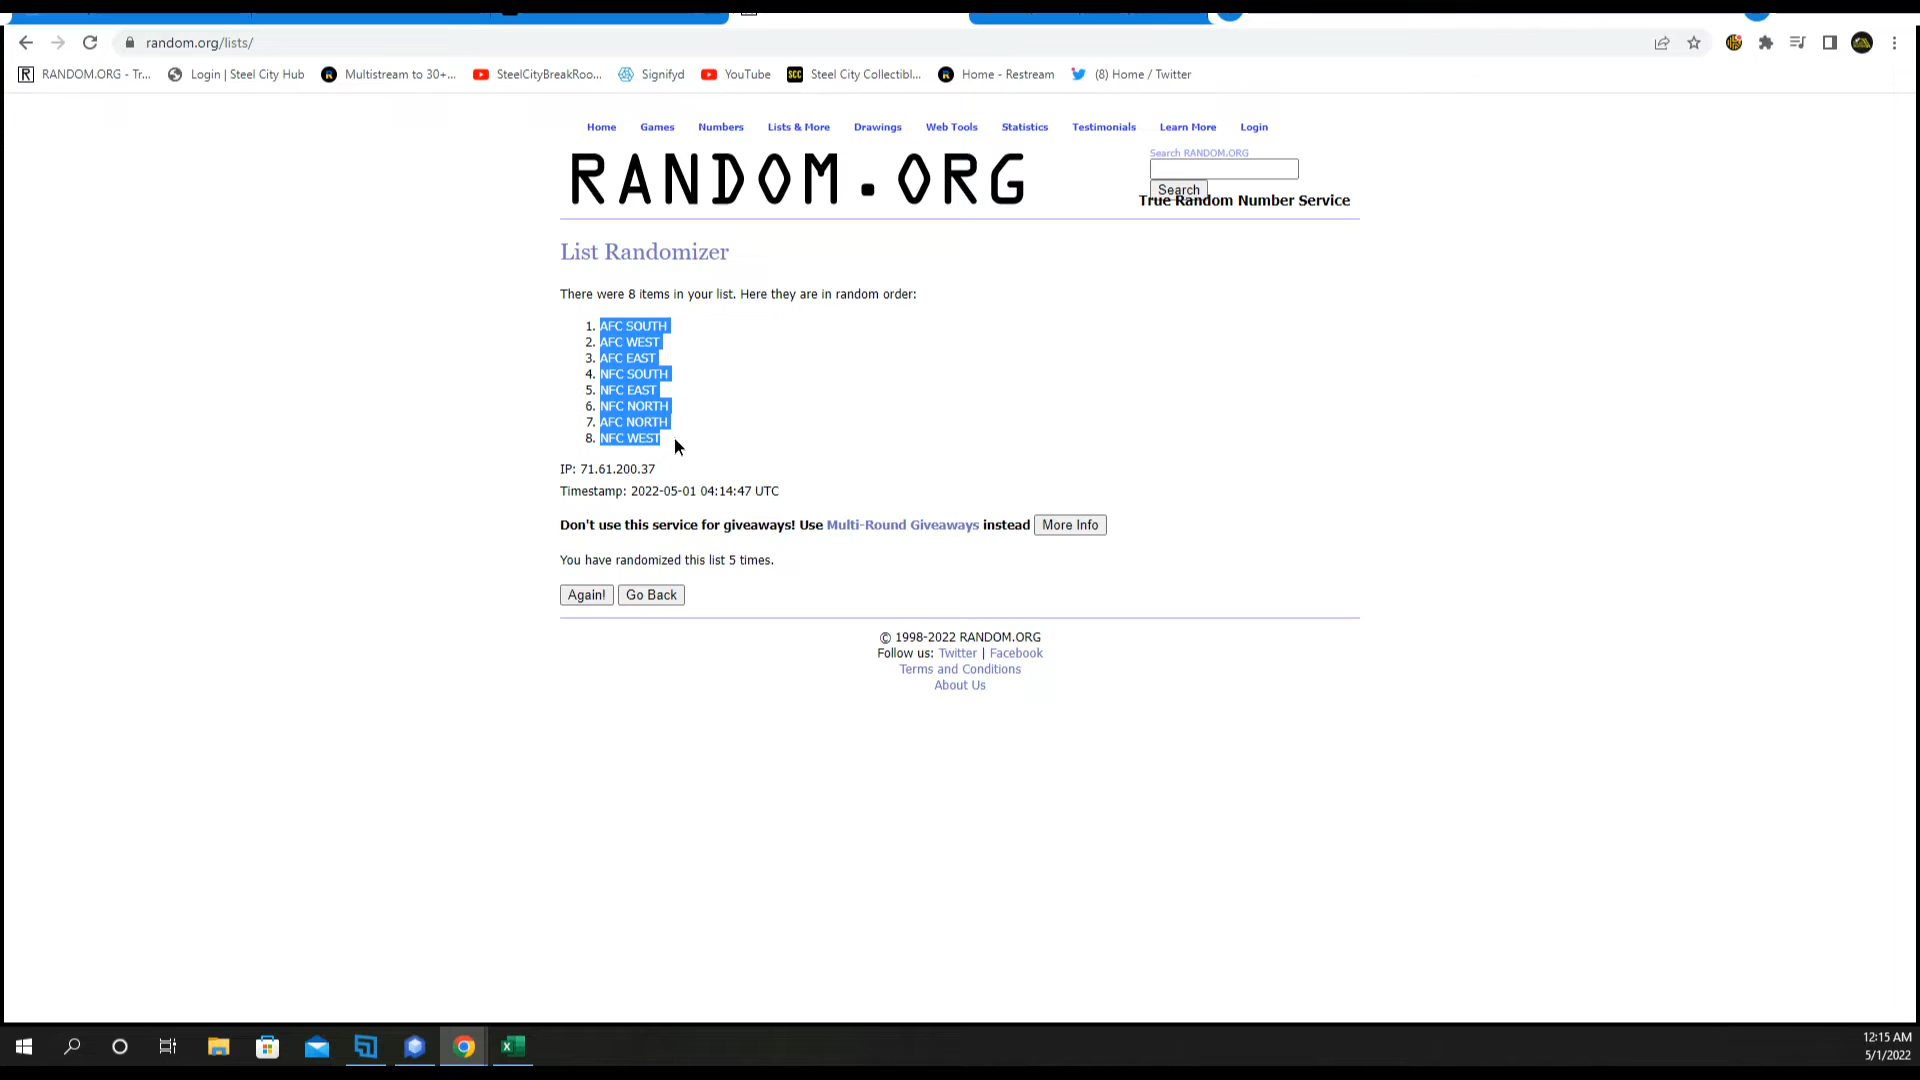 random.org/lists/
RANDOM.ORG - Tr... Login | Steel City Hub Multistream to 30+... SteelCityBreakRoo... Signifyd YouTube SCC Steel City Collectibl... Home - Restream (8) Home / Twitter
Home Games Numbers Lists & More Drawings Web Tools Statistics Testimonials Learn More Login
RANDOM.ORG
Search RANDOM.ORG
Search
True Random Number Service
List Randomizer
There were 8 items in your list. Here they are in random order:
1. AFC SOUTH
2. AFC WEST
3. AFC EAST
4. NFC SOUTH
5. NFC EAST
6. NFC NORTH
7. AFC NORTH
8. NFC WEST
IP: 71.61.200.37
Timestamp: 2022-05-01 04:14:47 UTC
Don't use this service for giveaways! Use Multi-Round Giveaways instead More Info
You have randomized this list 5 times.
Again! Go Back
© 1998-2022 RANDOM.ORG
Follow us: Twitter | Facebook
Terms and Conditions
About Us
12:15 AM
5/1/2022